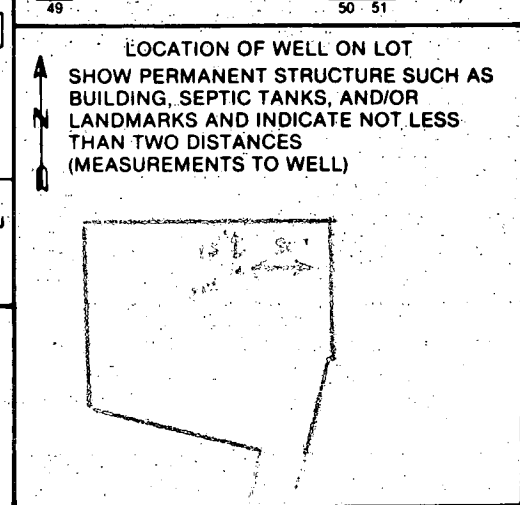 49 50 51
LOCATION OF WELL ON LOT
SHOW PERMANENT STRUCTURE SUCH AS
BUILDING, SEPTIC TANKS, AND/OR
N LANDMARKS AND INDICATE NOT LESS
THAN TWO DISTANCES
(MEASUREMENTS TO WELL)